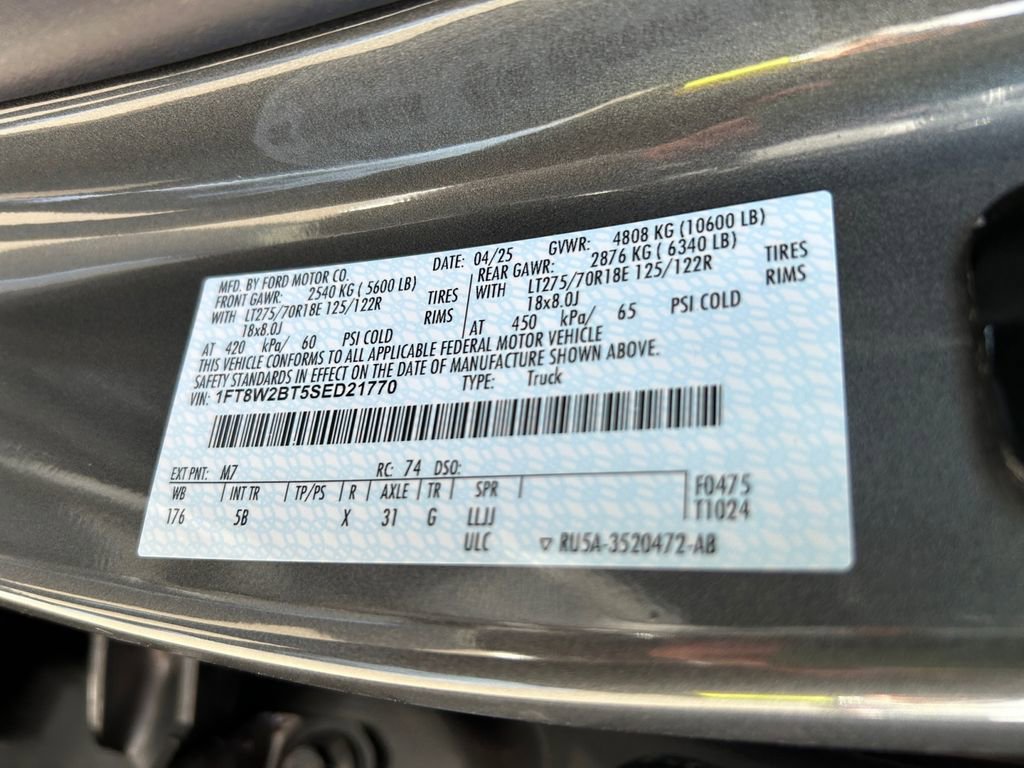 MFD. BY FORD MOTOR CO. DATE: 04/25 GVWR: 4808 KG (10600 LB)
FRONT GAWR: 2540 KG ( 5600 LB) REAR GAWR: 2876 KG ( 6340 LB)
WITH LT275/70R18E 125/122R TIRES WITH LT275/70R18E 125/122R TIRES
18x8.0J RIMS 18x8.0J RIMS
AT 420 kPa/ 60 PSI COLD AT 450 kPa/ 65 PSI COLD
THIS VEHICLE CONFORMS TO ALL APPLICABLE FEDERAL MOTOR VEHICLE
SAFETY STANDARDS IN EFFECT ON THE DATE OF MANUFACTURE SHOWN ABOVE.
VIN: 1FT8W2BT5SED21770 TYPE: Truck
EXT PNT: M7 RC: 74 DSO:
WB INT TR TP/PS R AXLE TR SPR F0475
176 5B X 31 G LLJJ T1024
ULC ▽ RU5A-3520472-AB